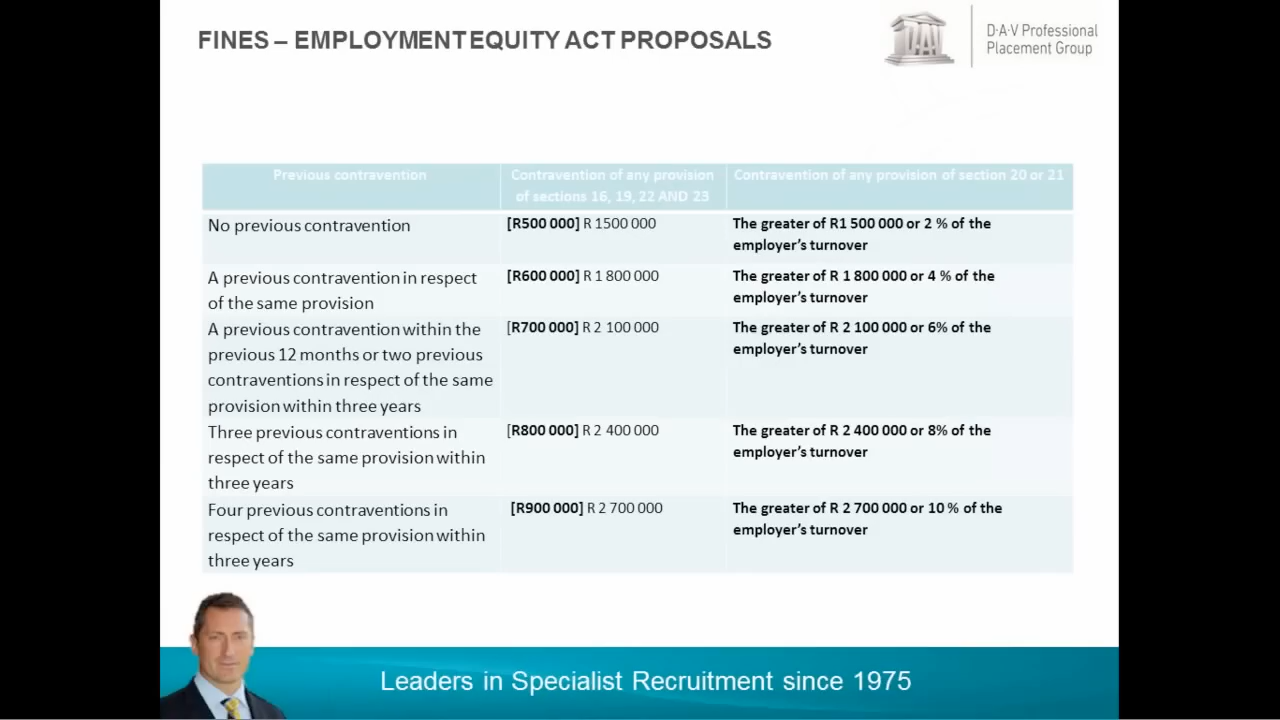 FINES – EMPLOYMENT EQUITY ACT PROPOSALS
D·A·V Professional
Placement Group
Previous contravention
Contravention of any provision
of sections 16, 19, 22 AND 23
Contravention of any provision of section 20 or 21
No previous contravention
[R500 000] R 1500 000
The greater of R1 500 000 or 2 % of the
employer’s turnover
A previous contravention in respect
of the same provision
[R600 000] R 1 800 000
The greater of R 1 800 000 or 4 % of the
employer’s turnover
A previous contravention within the
previous 12 months or two previous
contraventions in respect of the same
provision within three years
[R700 000] R 2 100 000
The greater of R 2 100 000 or 6% of the
employer’s turnover
Three previous contraventions in
respect of the same provision within
three years
[R800 000] R 2 400 000
The greater of R 2 400 000 or 8% of the
employer’s turnover
Four previous contraventions in
respect of the same provision within
three years
[R900 000] R 2 700 000
The greater of R 2 700 000 or 10 % of the
employer’s turnover
Leaders in Specialist Recruitment since 1975